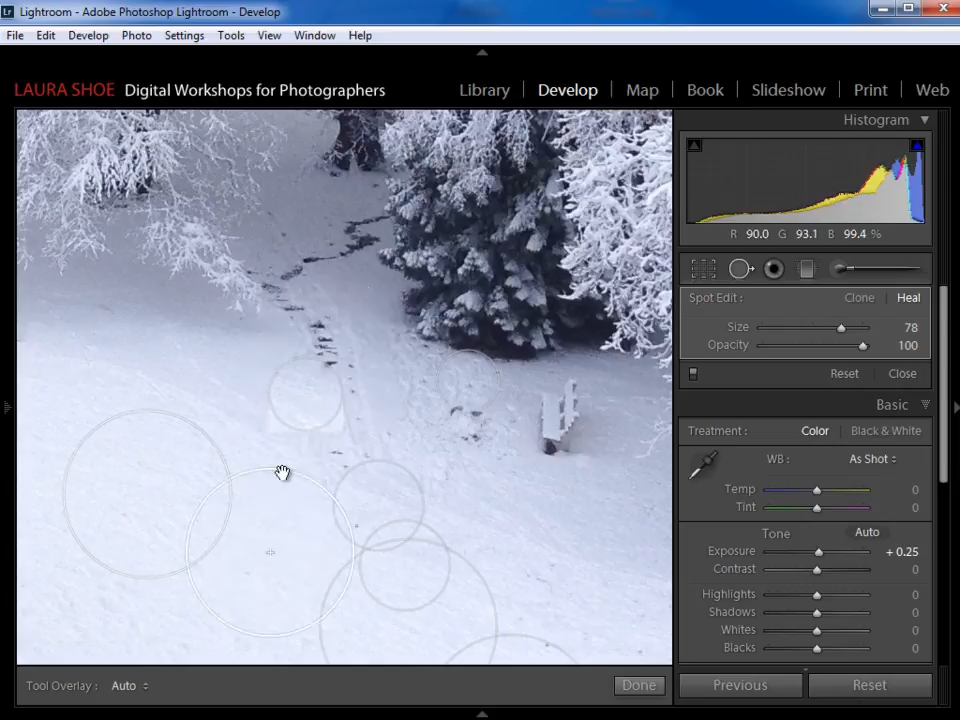 Lr Lightroom - Adobe Photoshop Lightroom - Develop
File Edit Develop Photo Settings Tools View Window Help
LAURA SHOE Digital Workshops for Photographers Library Develop Map Book Slideshow Print Web
Histogram
R 90.0 G 93.1 B 99.4 %
Spot Edit : Clone Heal
Size 78
Opacity 100
Reset Close
Basic
Treatment : Color Black & White
WB : As Shot
Temp 0
Tint 0
Tone Auto
Exposure + 0.25
Contrast 0
Highlights 0
Shadows 0
Whites 0
Blacks 0
Tool Overlay : Auto Done Previous Reset